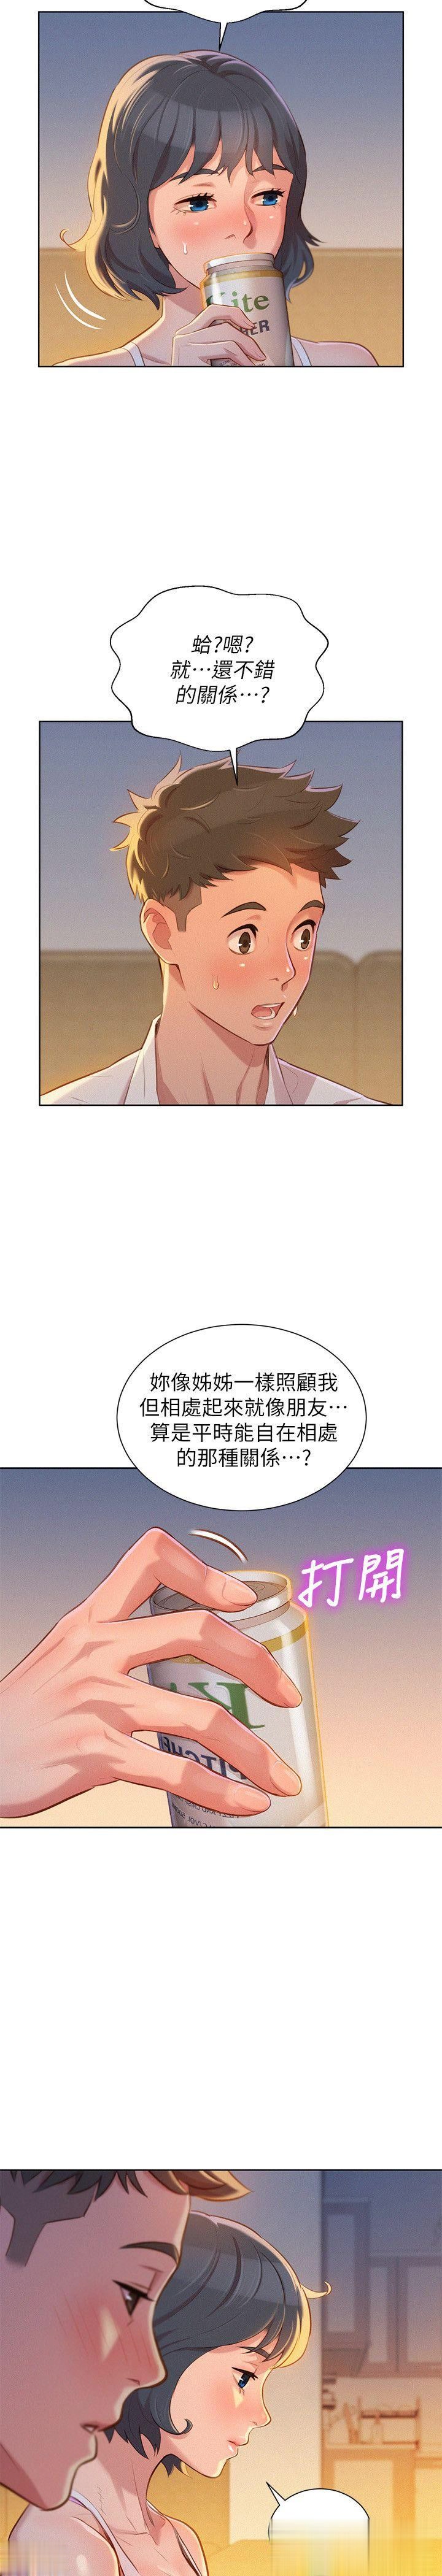 Kite
蛤?嗯?
就⋯還不錯
的關係⋯?
妳像姊姊一樣照顧我
但相處起來就像朋友⋯
算是平時能自在相處
的那種關係⋯?
打開